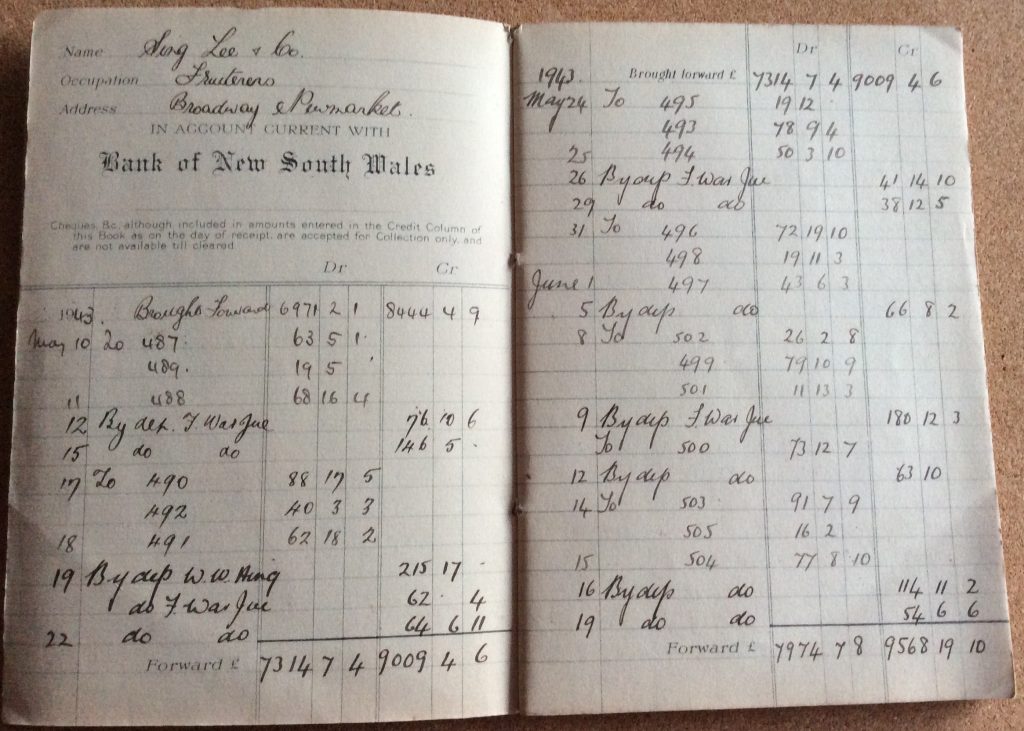 Name Sing Lee & Co.
Occupation Fruiterers
Address Broadway Newmarket.
IN ACCOUNT CURRENT WITH
Bank of New South Wales
Cheques, &c., although included in amounts entered in the Credit Column of
this Book as on the day of receipt, are accepted for Collection only, and
are not available till cleared
Dr Cr
1943. Brought Forward 6971 2 1 8444 4 9
May 10 To 487 63 5 1
489. 19 5
11 488 68 16 4
12 By dep. F. Was Jue 76 10 6
15 do do 146 5 -
17 To 490 88 17 5
492 40 3 3
18 491 62 18 2
19 By dep W. W. Hing 215 17 -
do F. Was Jue 62 - 4
22 do do 64 6 11
Forward £ 7314 7 4 9009 4 6
Dr Cr
1943. Brought forward £ 7314 7 4 9009 4 6
May 24 To 495 19 12
493 78 9 4
25 494 50 3 10
26 By dep F. Was Jue 41 14 10
29 do do 38 12 5
31 To 496 72 19 10
498 19 11 3
June 1 497 43 6 3
5 By dep do 66 8 2
8 To 502 26 2 8
499 79 10 9
501 11 13 3
9 By dep F. Was Jue 180 12 3
To 500 73 12 7
12 By dep do 63 10
14 To 503 91 7 9
505 16 2
15 504 77 8 10
16 By dep do 114 11 2
19 do do 54 6 6
Forward £ 7974 7 8 9568 19 10